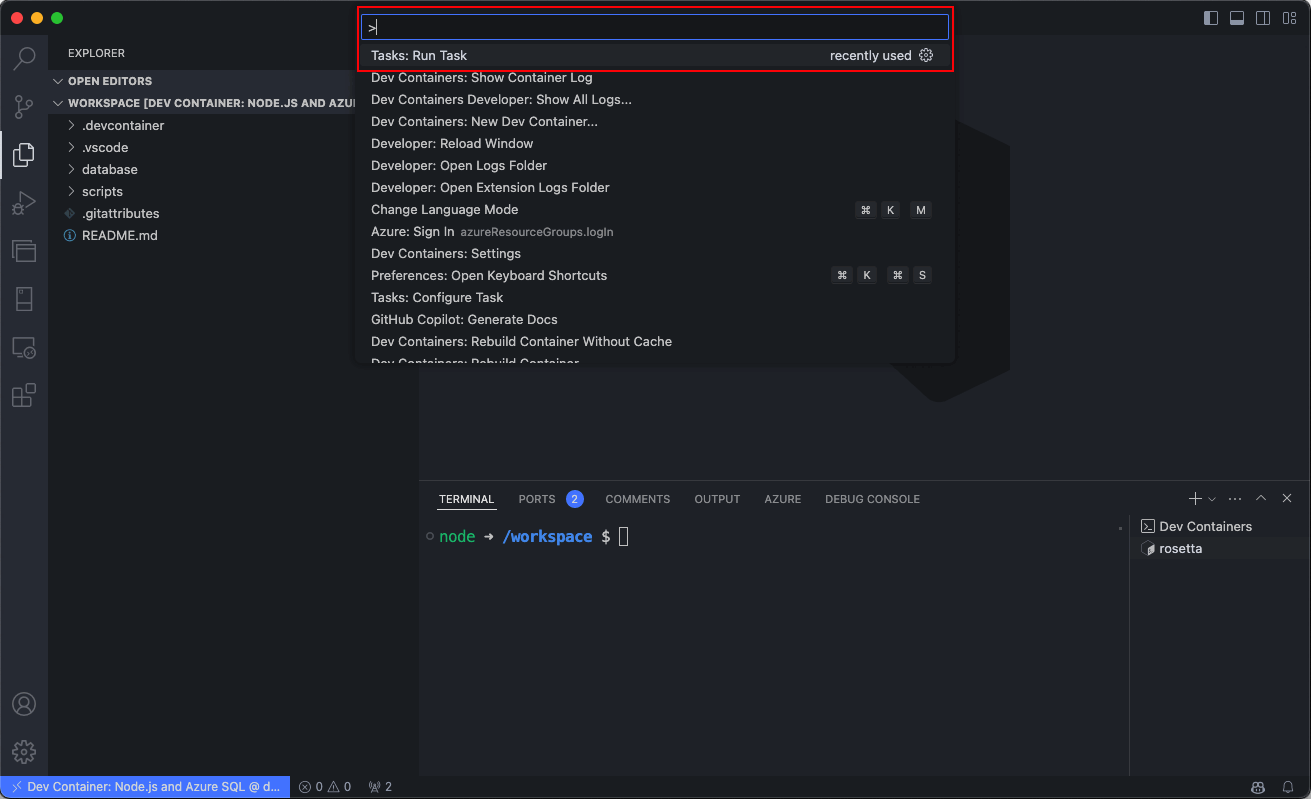 >
Tasks: Run Task recently used
Dev Containers: Show Container Log
Dev Containers Developer: Show All Logs...
Dev Containers: New Dev Container...
Developer: Reload Window
Developer: Open Logs Folder
Developer: Open Extension Logs Folder
Change Language Mode ⌘ K M
Azure: Sign In azureResourceGroups.logIn
Dev Containers: Settings
Preferences: Open Keyboard Shortcuts ⌘ K ⌘ S
Tasks: Configure Task
GitHub Copilot: Generate Docs
Dev Containers: Rebuild Container Without Cache
Dev Containers: Rebuild Container
EXPLORER
OPEN EDITORS
WORKSPACE [DEV CONTAINER: NODE.JS AND AZU
.devcontainer
.vscode
database
scripts
.gitattributes
README.md
TERMINAL PORTS 2 COMMENTS OUTPUT AZURE DEBUG CONSOLE
node ➜ /workspace $
Dev Containers
rosetta
Dev Container: Node.js and Azure SQL @ d... 0 0 2